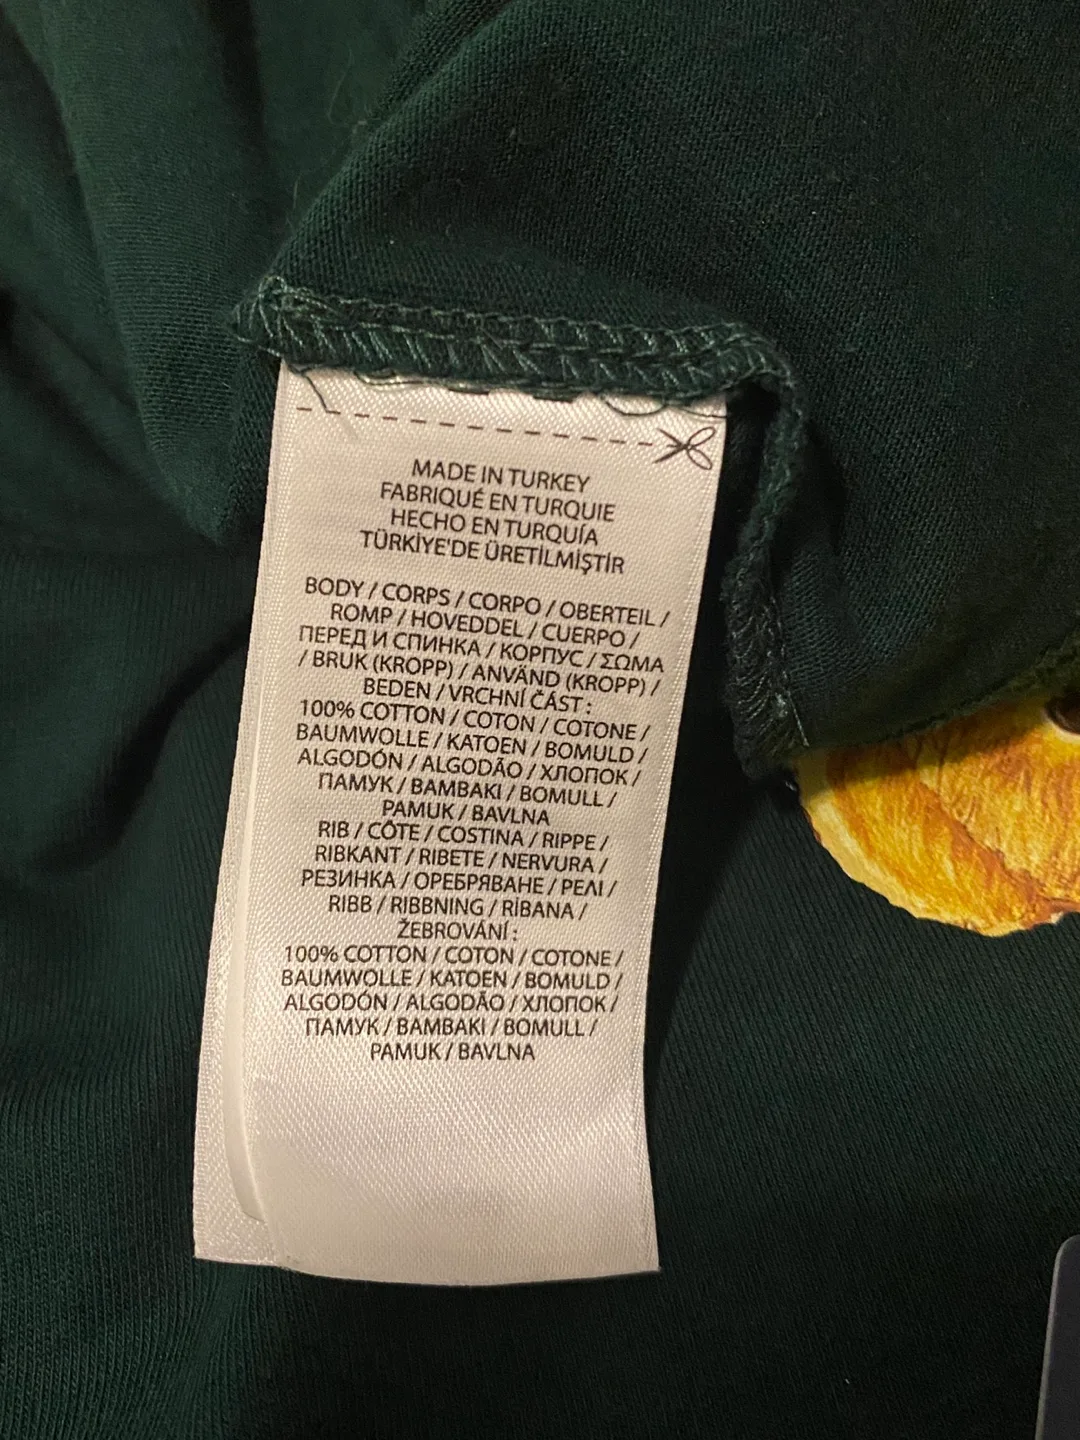 MADE IN TURKEY
FABRIQUÉ EN TURQUIE
HECHO EN TURQUÍA
TÜRKİYE'DE ÜRETİLMİŞTİR
BODY / CORPS / CORPO / OBERTEIL /
ROMP / HOVEDDEL / CUERPO /
ПЕРЕД И СПИНКА / КОРПУС / ΣΩΜΑ
/ BRUK (KROPP) / ANVÄND (KROPP) /
BEDEN / VRCHNÍ ČÁST :
100% COTTON / COTON / COTONE /
BAUMWOLLE / KATOEN / BOMULD /
ALGODÓN / ALGODÃO / ХЛОПОК /
ПАМУК / ΒΑΜΒΑΚΙ / BOMULL /
PAMUK / BAVLNA
RIB / CÔTE / COSTINA / RIPPE /
RIBKANT / RIBETE / NERVURA /
РЕЗИНКА / ОРЕБРЯВАНЕ / ΡΕΛΙ /
RIBB / RIBBNING / RİBANA /
ŽEBROVÁNÍ :
100% COTTON / COTON / COTONE /
BAUMWOLLE / KATOEN / BOMULD /
ALGODÓN / ALGODÃO / ХЛОПОК /
ПАМУК / ΒΑΜΒΑΚΙ / BOMULL /
PAMUK / BAVLNA